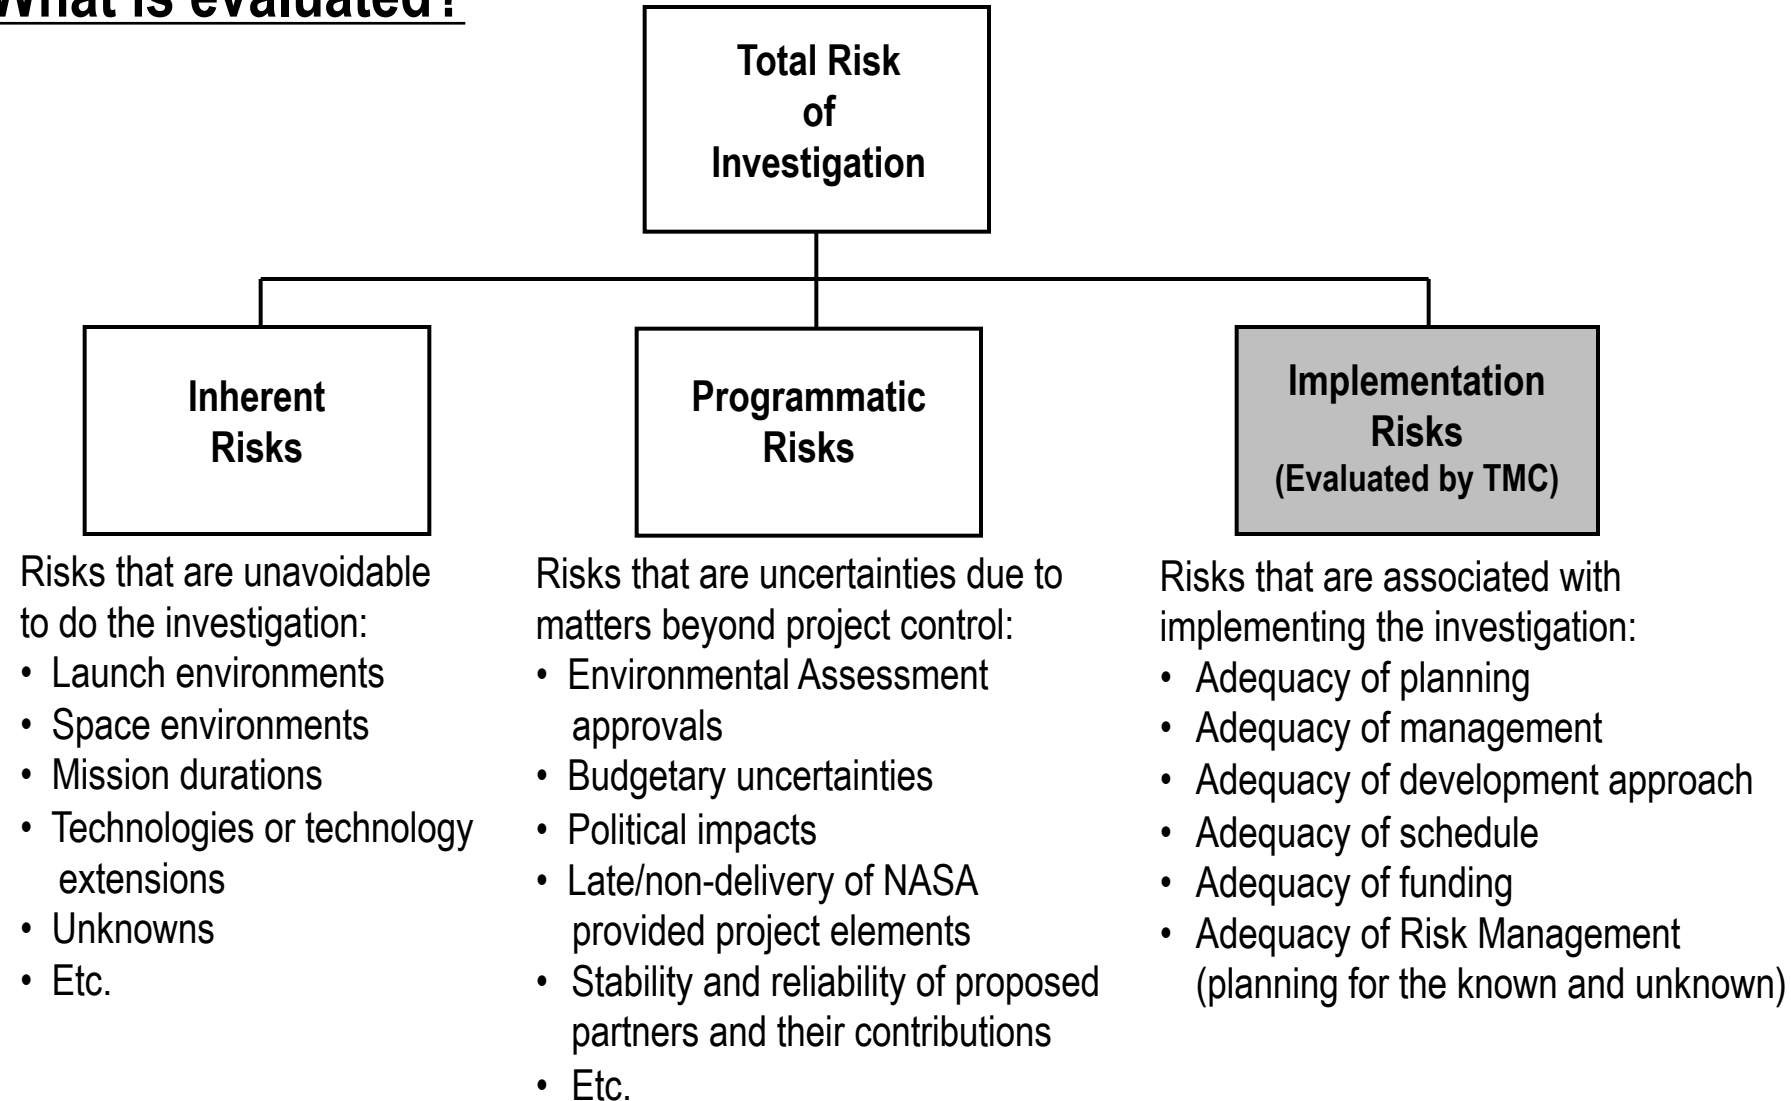 What is evaluated?
Total Risk
of
Investigation
Inherent
Risks
Programmatic
Risks
Implementation
Risks
(Evaluated by TMC)
Risks that are unavoidable
to do the investigation:
• Launch environments
• Space environments
• Mission durations
• Technologies or technology
extensions
• Unknowns
• Etc.
Risks that are uncertainties due to
matters beyond project control:
• Environmental Assessment
approvals
• Budgetary uncertainties
• Political impacts
• Late/non-delivery of NASA
provided project elements
• Stability and reliability of proposed
partners and their contributions
• Etc.
Risks that are associated with
implementing the investigation:
• Adequacy of planning
• Adequacy of management
• Adequacy of development approach
• Adequacy of schedule
• Adequacy of funding
• Adequacy of Risk Management
(planning for the known and unknown)